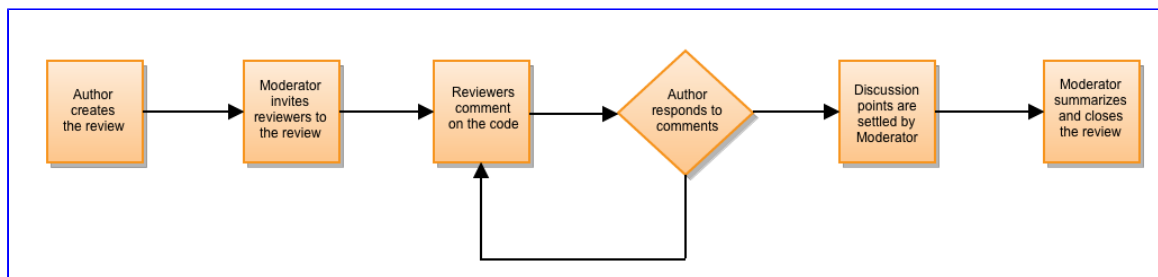 Author
creates
the review
Moderator
invites
reviewers to
the review
Reviewers
comment
on the code
Author
responds to
comments
Discussion
points are
settled by
Moderator
Moderator
summarizes
and closes
the review